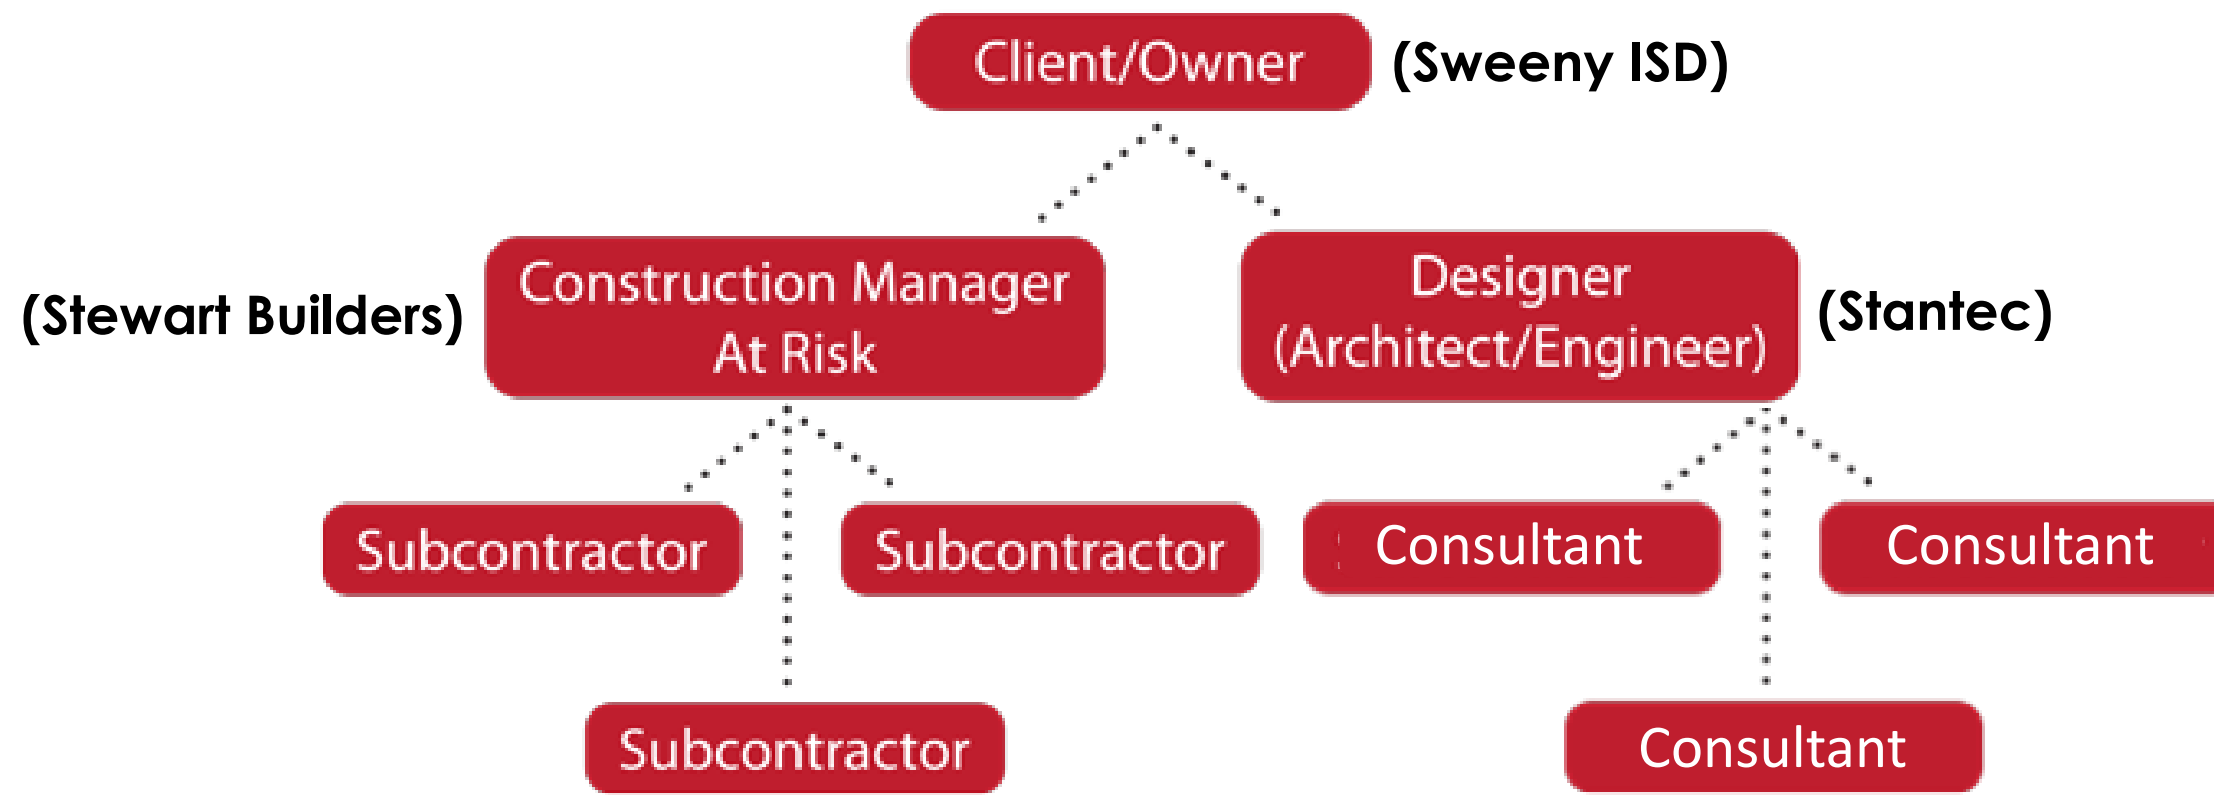 Client/Owner (Sweeny ISD)
(Stewart Builders)
Construction Manager
At Risk
Designer
(Architect/Engineer)
(Stantec)
Subcontractor
Subcontractor
Consultant
Consultant
Subcontractor
Consultant